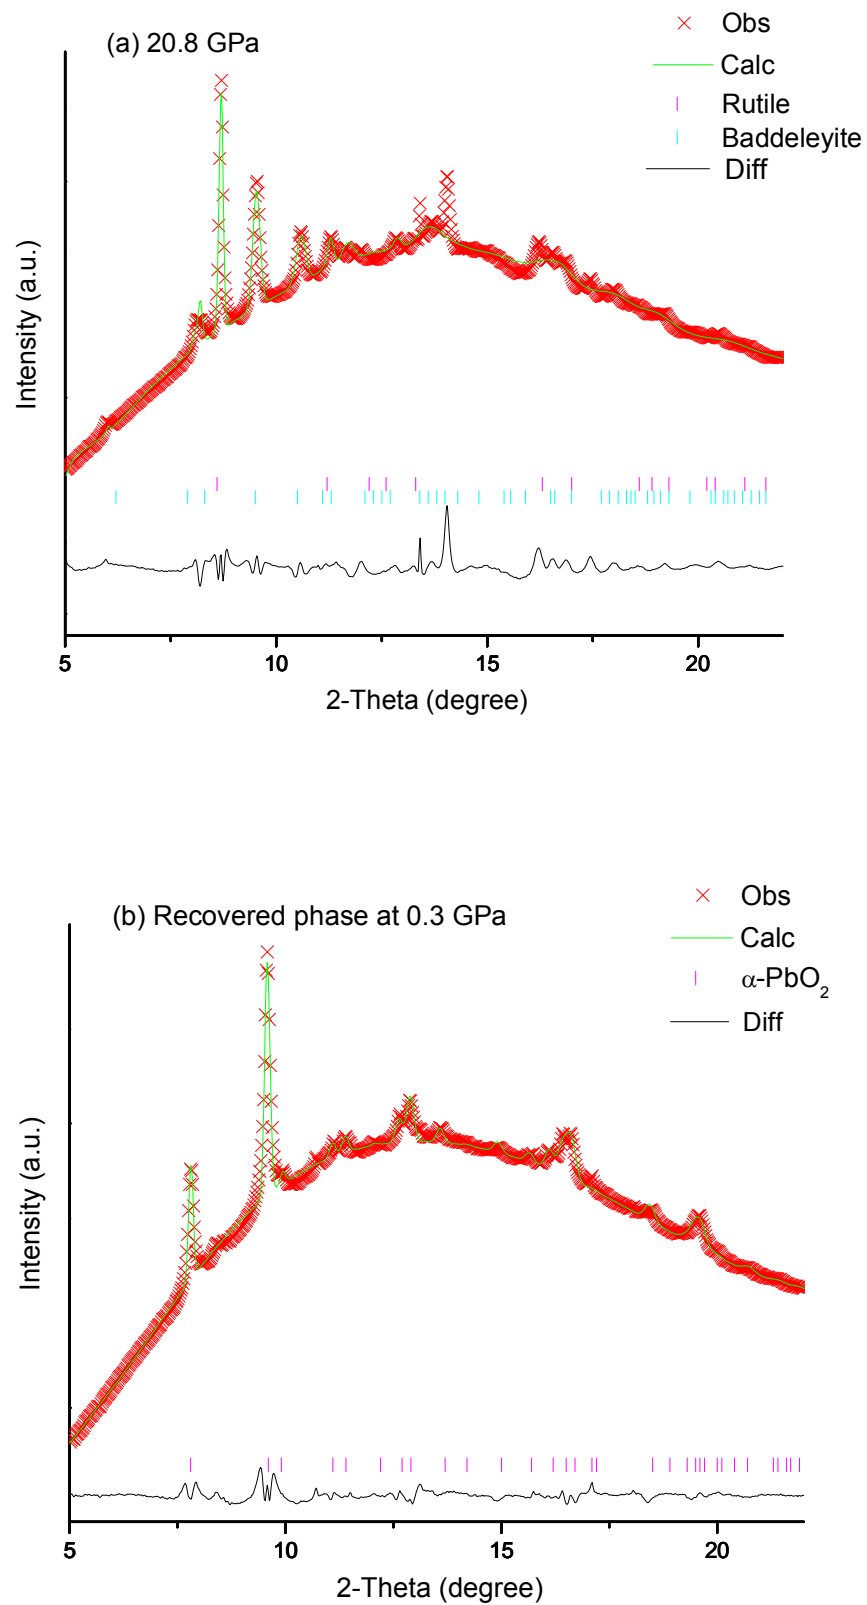 (a) 20.8 GPa
Obs
Calc
Rutile
Baddeleyite
Diff
Intensity (a.u.)
5 10 15 20
2-Theta (degree)
(b) Recovered phase at 0.3 GPa
Obs
Calc
α-PbO₂
Diff
Intensity (a.u.)
5 10 15 20
2-Theta (degree)